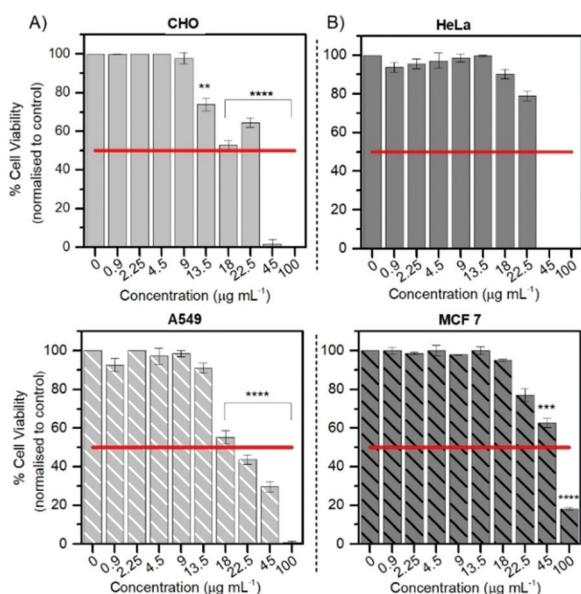 A)
CHO
% Cell Viability
(normalised to control)
100
80
60
40
20
0
**
****
0 0.9 2.25 4.5 9 13.5 18 22.5 45 100
Concentration (µg mL-1)
B)
HeLa
100
80
60
40
20
0
0 0.9 2.25 4.5 9 13.5 18 22.5 45 100
Concentration (µg mL-1)
A549
% Cell Viability
(normalised to control)
100
80
60
40
20
0
****
0 0.9 2.25 4.5 9 13.5 18 22.5 45 100
Concentration (µg mL-1)
MCF 7
100
80
60
40
20
0
***
****
0 0.9 2.25 4.5 9 13.5 18 22.5 45 100
Concentration (µg mL-1)